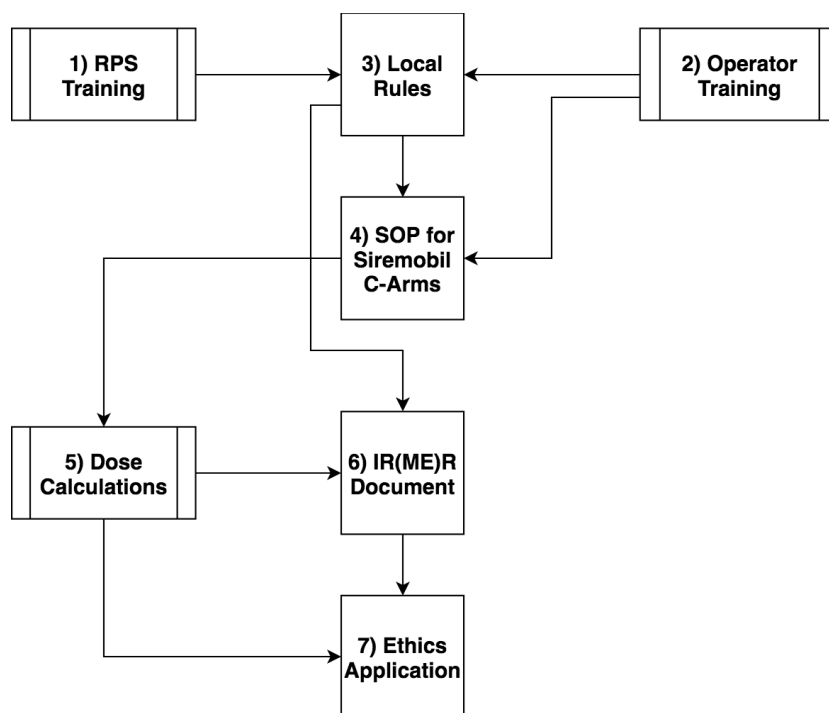 1) RPS
Training
3) Local
Rules
2) Operator
Training
4) SOP for
Siremobil
C-Arms
5) Dose
Calculations
6) IR(ME)R
Document
7) Ethics
Application